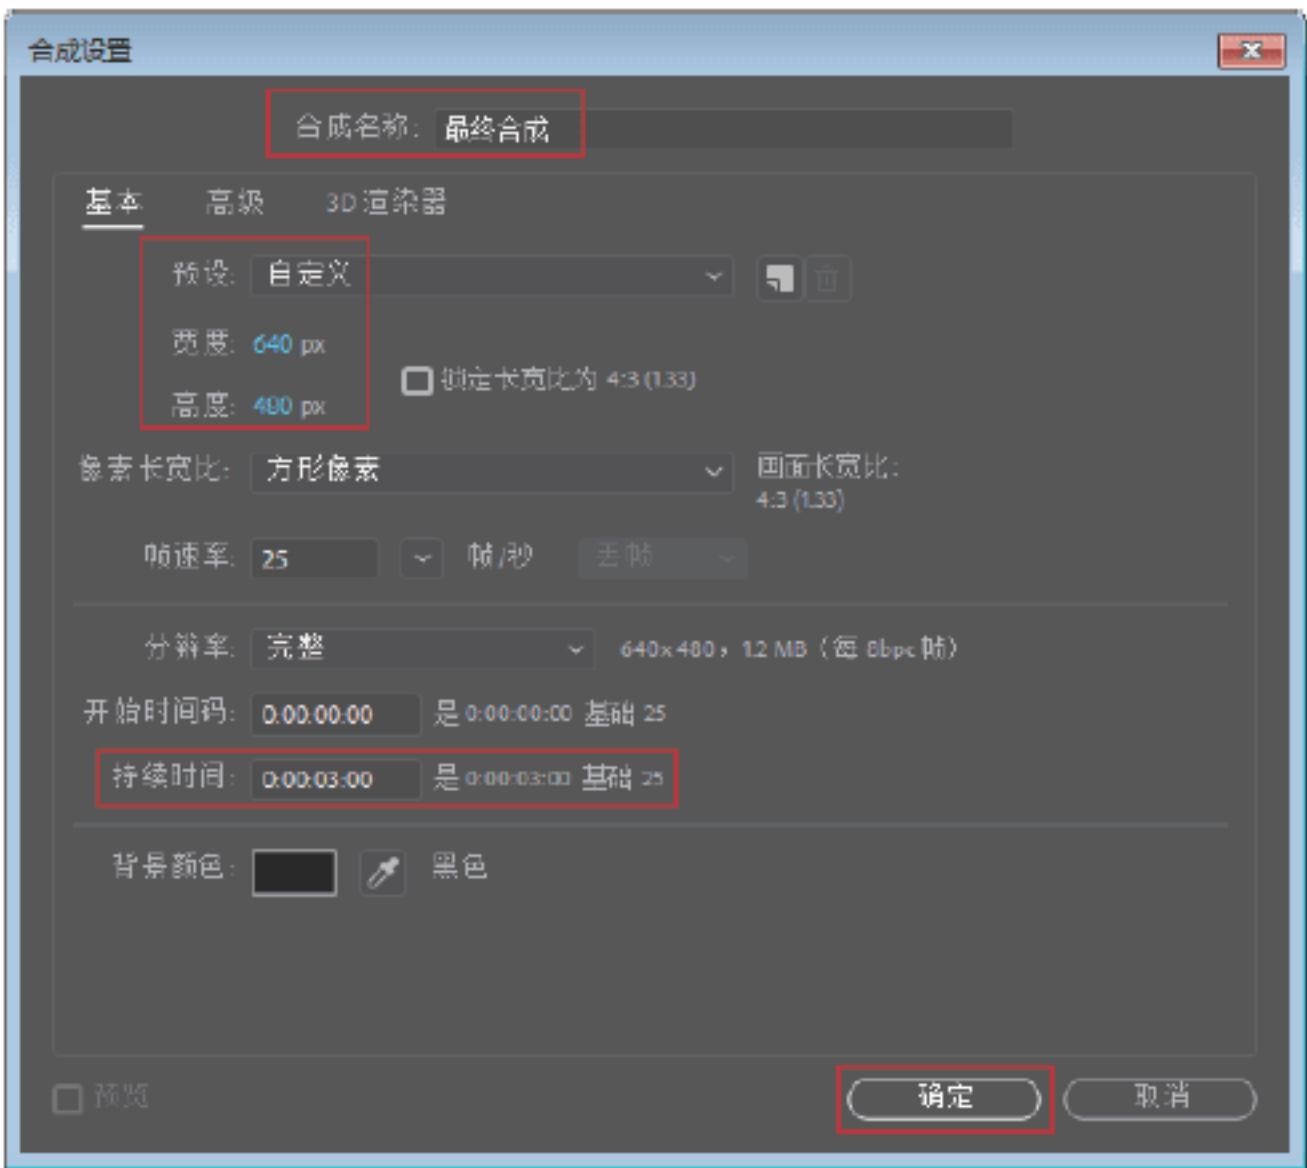 合成设置
合成名称: 最终合成
基本 高级 3D 渲染器
预设: 自定义
宽度: 640 px
锁定长宽比为 4:3 (1.33)
高度: 480 px
像素长宽比: 方形像素 画面长宽比:
4:3 (1.33)
帧速率: 25 帧/秒 丢帧
分辨率: 完整 640x480，1.2 MB（每 8bpc 帧）
开始时间码: 0:00:00:00 是 0:00:00:00 基础 25
持续时间: 0:00:03:00 是 0:00:03:00 基础 25
背景颜色: 黑色
预览 确定 取消